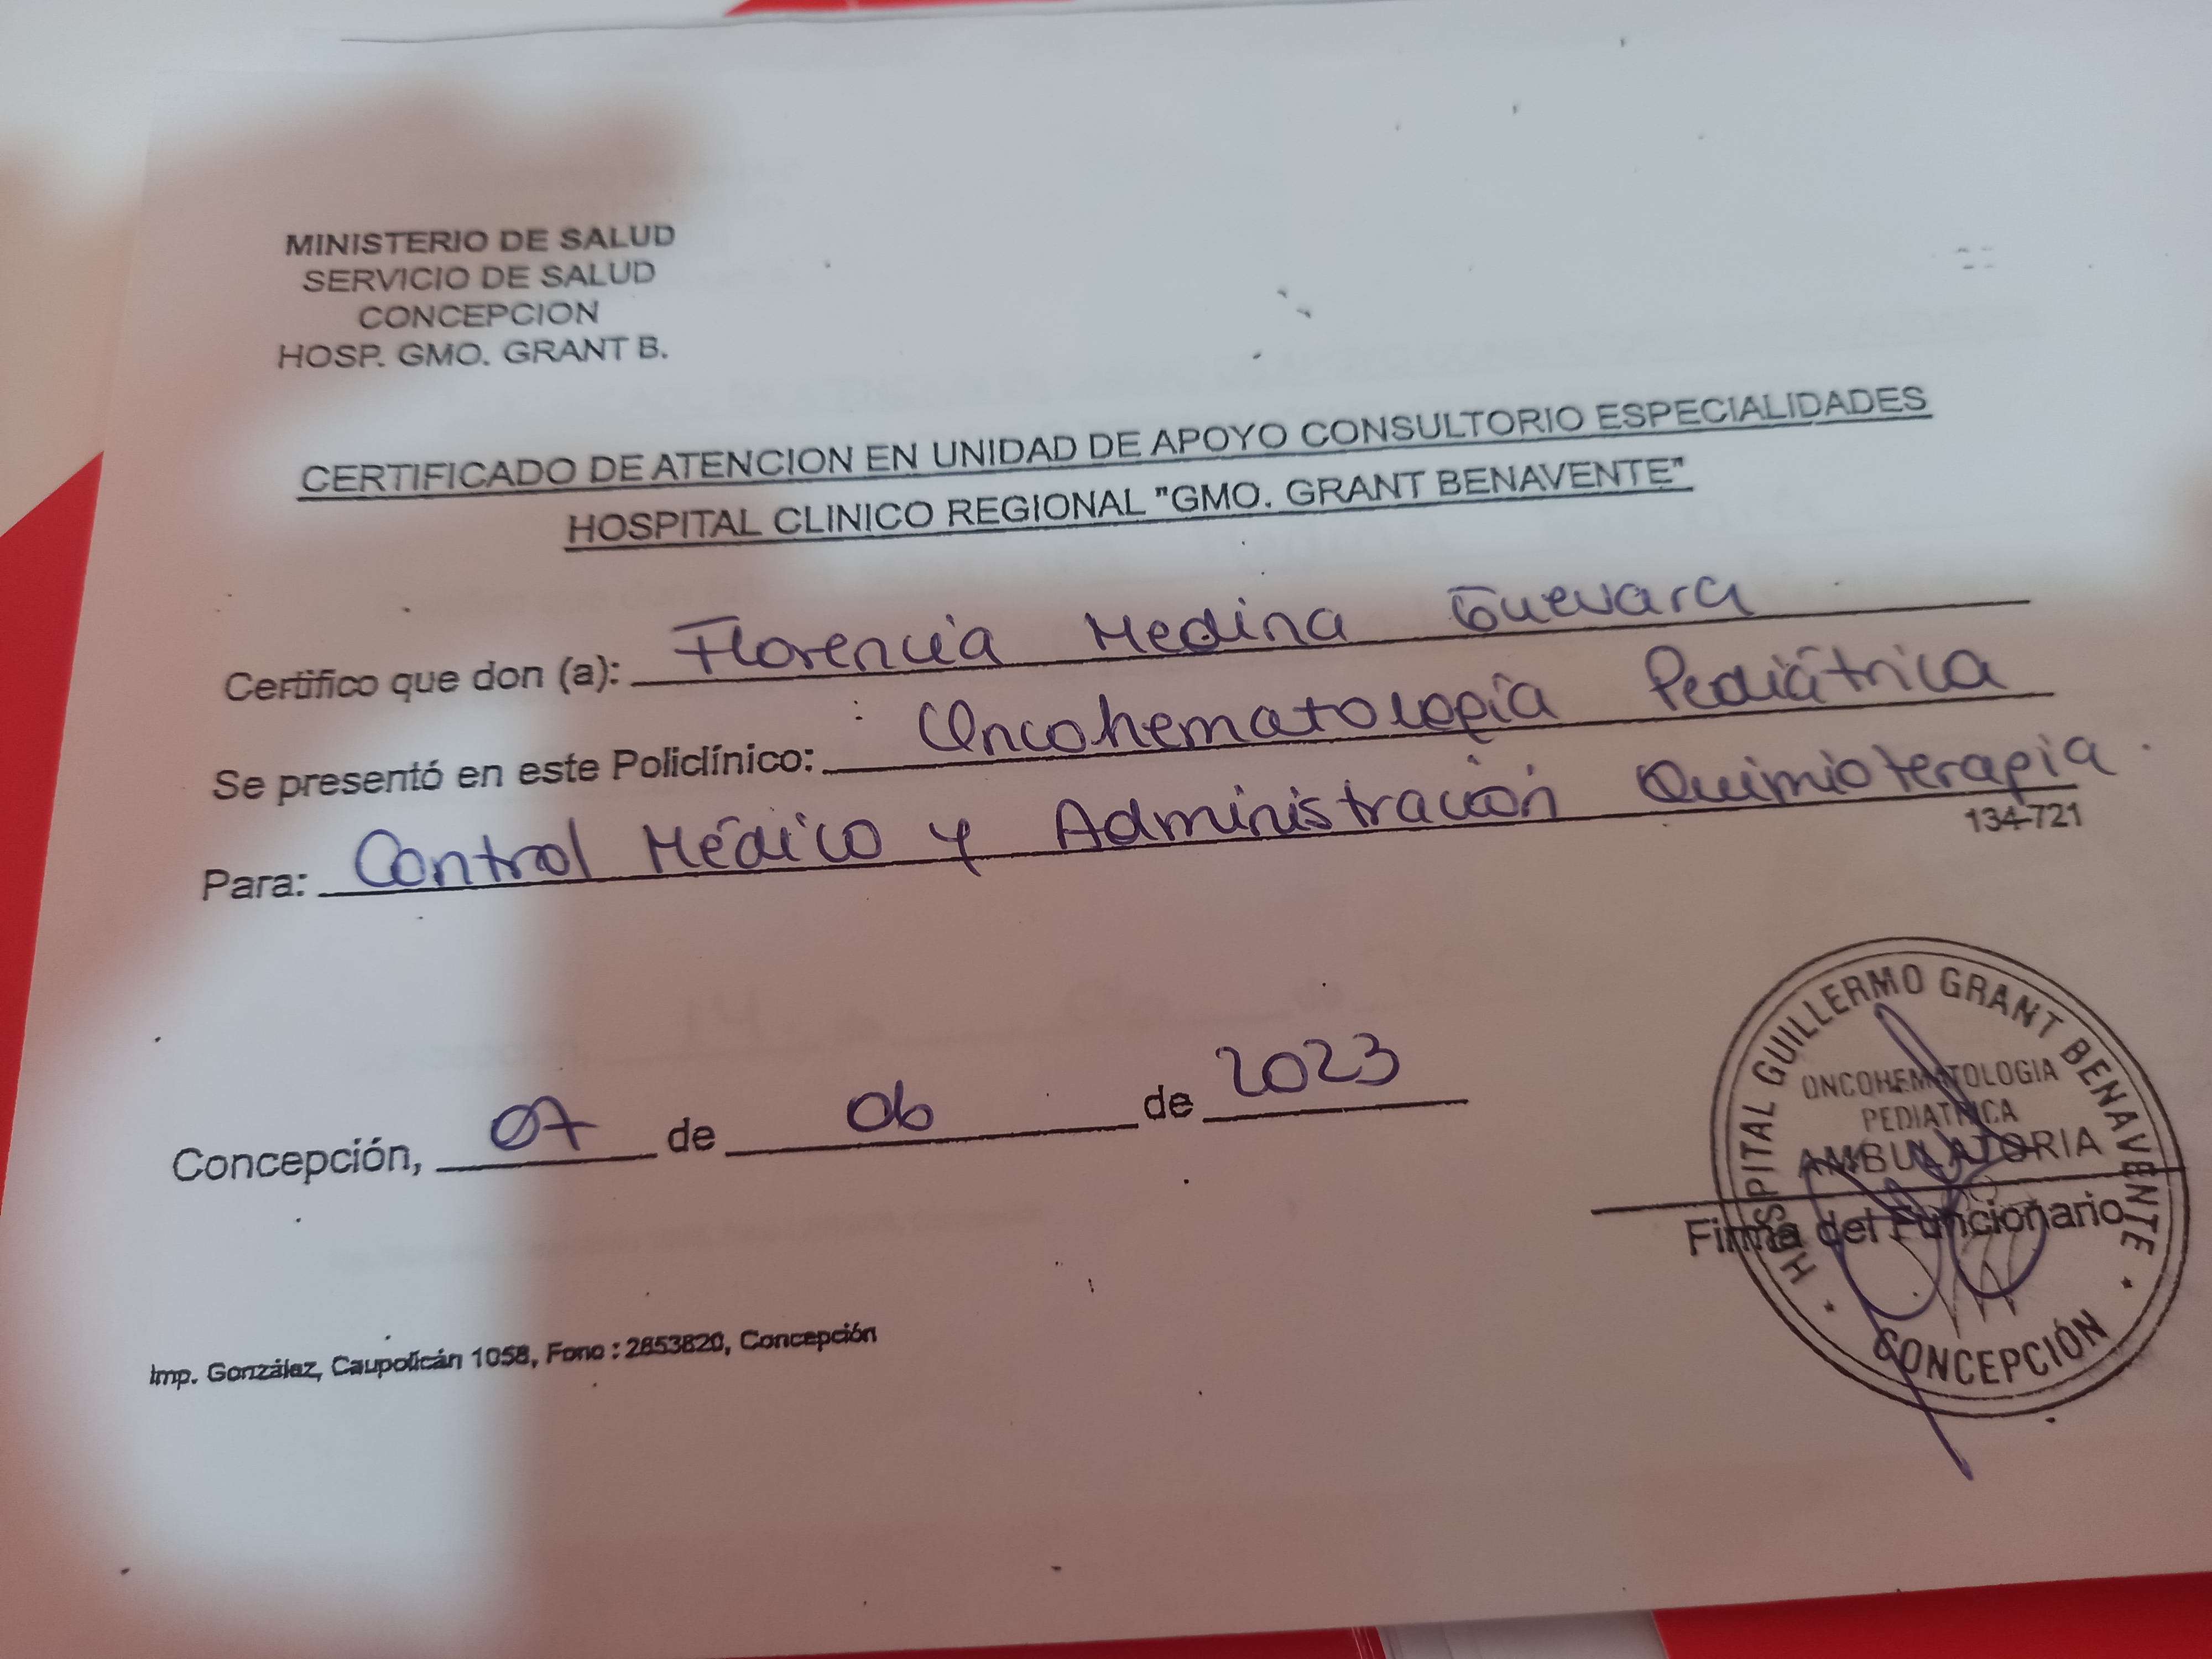 MINISTERIO DE SALUD
SERVICIO DE SALUD
CONCEPCION
HOSP. GMO. GRANT B.
CERTIFICADO DE ATENCION EN UNIDAD DE APOYO CONSULTORIO ESPECIALIDADES
HOSPITAL CLINICO REGIONAL "GMO. GRANT BENAVENTE"
Certifico que don (a): Florencia Medina Guevara
Se presentó en este Policlínico: Oncohematología Pediátrica
Para: Control Médico y Administración Quimioterapia.
134-721
Concepción, 07 de 06 de 2023
HOSPITAL GUILLERMO GRANT BENAVENTE
ONCOHEMATOLOGIA
PEDIATRICA
AMBULATORIA
Firma del Funcionario
CONCEPCIÓN
Imp. González, Caupolicán 1058, Fono : 2853820, Concepción